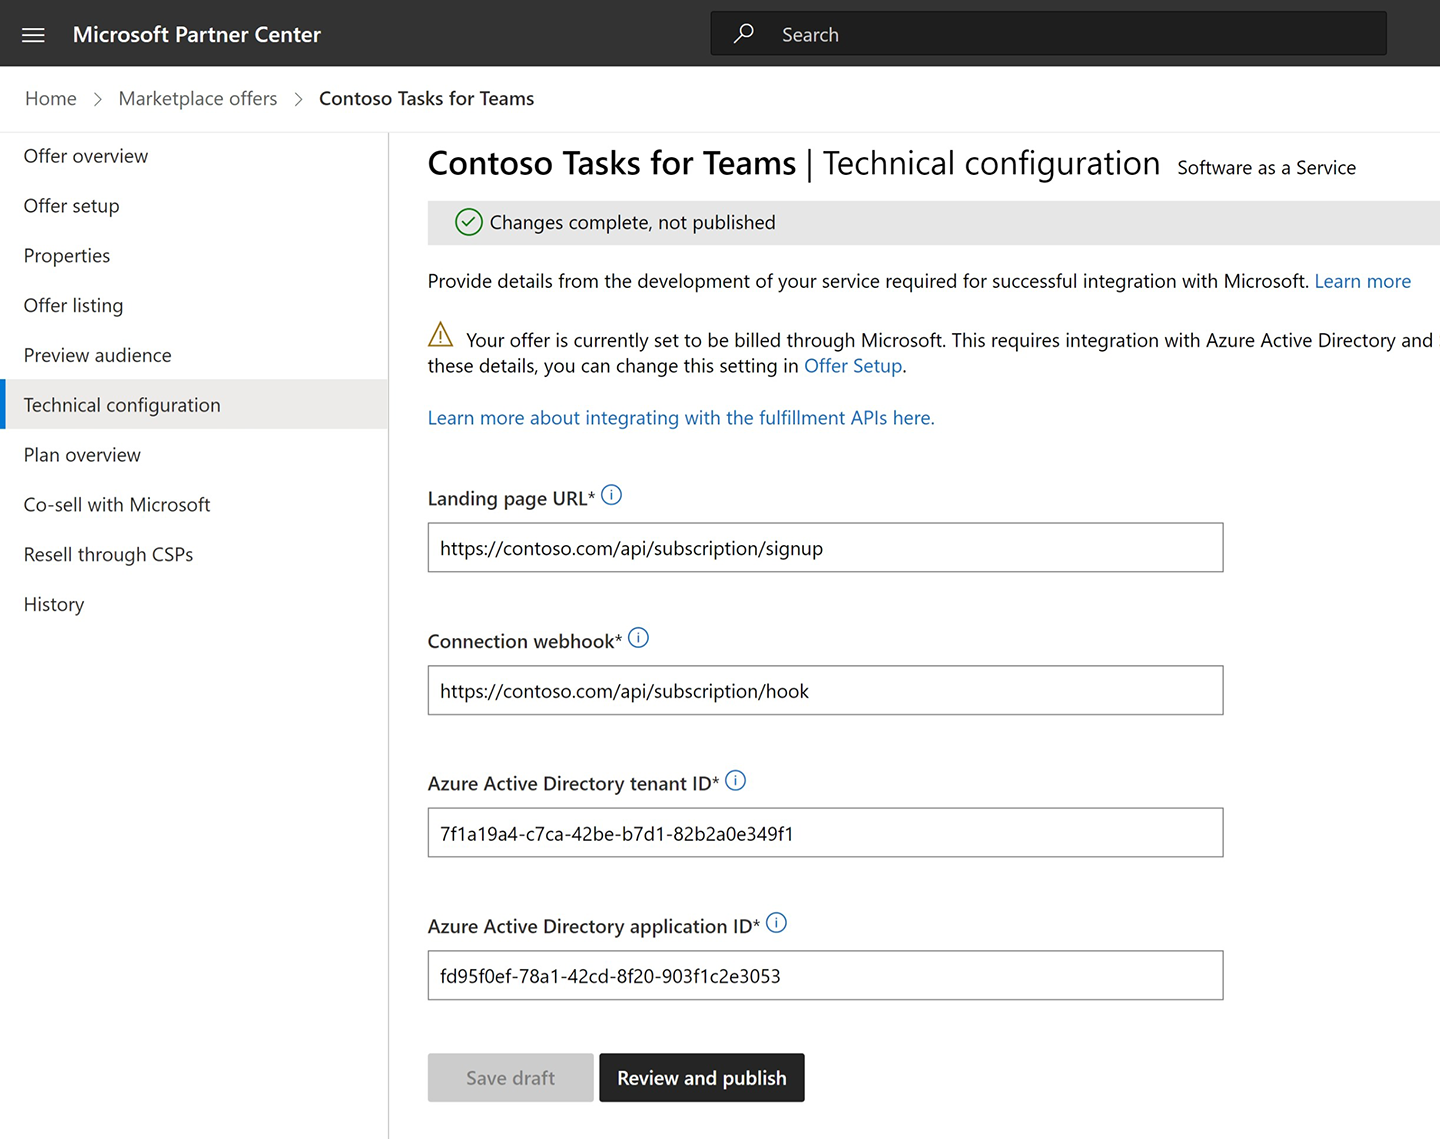 Microsoft Partner Center
Search
Home > Marketplace offers > Contoso Tasks for Teams
Offer overview
Offer setup
Properties
Offer listing
Preview audience
Technical configuration
Plan overview
Co-sell with Microsoft
Resell through CSPs
History
Contoso Tasks for Teams | Technical configuration Software as a Service
Changes complete, not published
Provide details from the development of your service required for successful integration with Microsoft. Learn more
Your offer is currently set to be billed through Microsoft. This requires integration with Azure Active Directory and
these details, you can change this setting in Offer Setup.
Learn more about integrating with the fulfillment APIs here.
Landing page URL*
https://contoso.com/api/subscription/signup
Connection webhook*
https://contoso.com/api/subscription/hook
Azure Active Directory tenant ID*
7f1a19a4-c7ca-42be-b7d1-82b2a0e349f1
Azure Active Directory application ID*
fd95f0ef-78a1-42cd-8f20-903f1c2e3053
Save draft
Review and publish